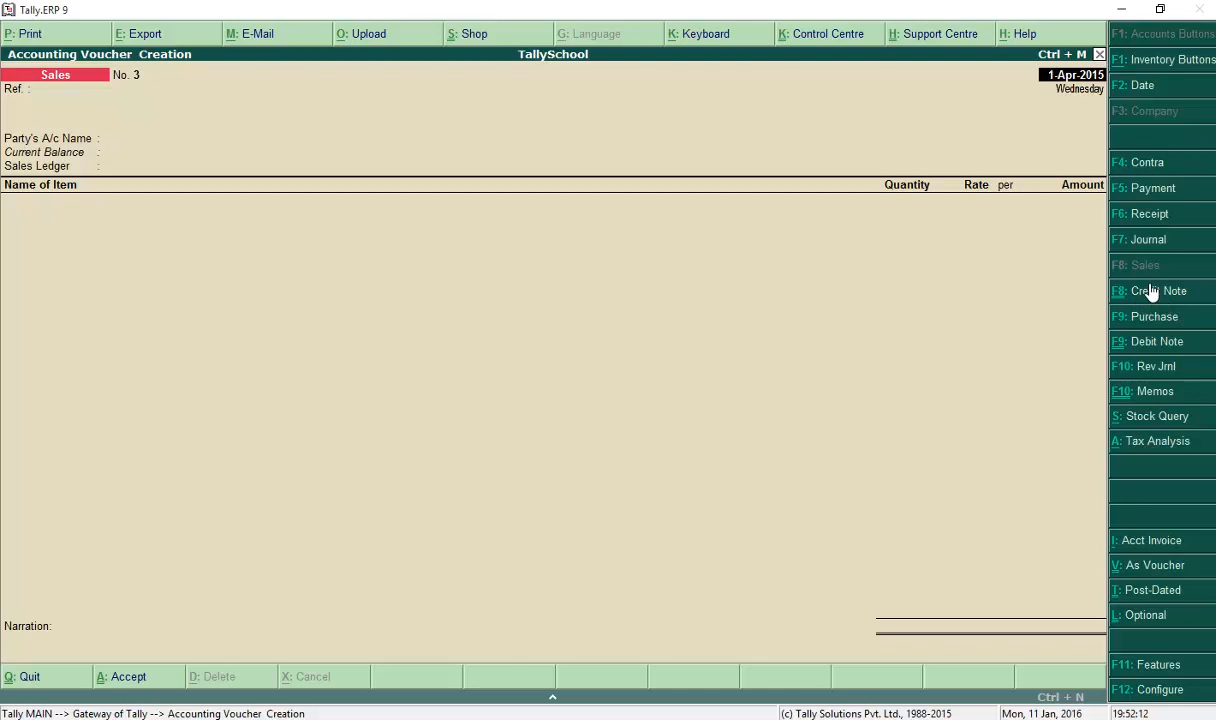 Tally.ERP 9
P: Print E: Export M: E-Mail O: Upload S: Shop G: Language K: Keyboard K: Control Centre H: Support Centre H: Help
Accounting Voucher Creation TallySchool Ctrl + M
Sales No. 3 1-Apr-2015
Ref. : Wednesday
Party's A/c Name :
Current Balance :
Sales Ledger :
Name of Item Quantity Rate per Amount
Narration:
F1: Accounts Buttons
F1: Inventory Buttons
F2: Date
F3: Company
F4: Contra
F5: Payment
F6: Receipt
F7: Journal
F8: Sales
F8: Credit Note
F9: Purchase
F9: Debit Note
F10: Rev Jrnl
F10: Memos
S: Stock Query
A: Tax Analysis
I: Acct Invoice
V: As Voucher
T: Post-Dated
L: Optional
F11: Features
F12: Configure
Q: Quit A: Accept D: Delete X: Cancel
Ctrl + N
Tally MAIN --> Gateway of Tally --> Accounting Voucher Creation (c) Tally Solutions Pvt. Ltd., 1988-2015 Mon, 11 Jan, 2016 19:52:12